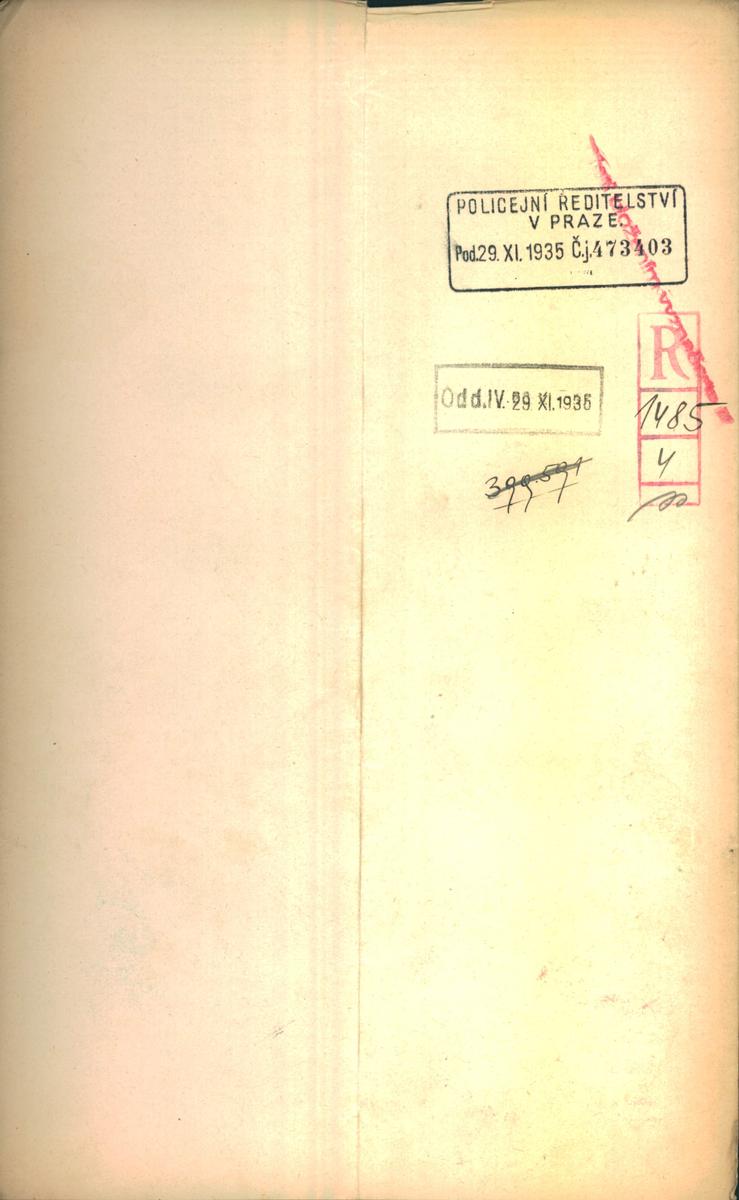 POLICEJNÍ ŘEDITELSTVÍ
V PRAZE.
Pod.29. XI. 1935 Č.j.473403
R
Odd.IV. 29. XI.1935
1485
4